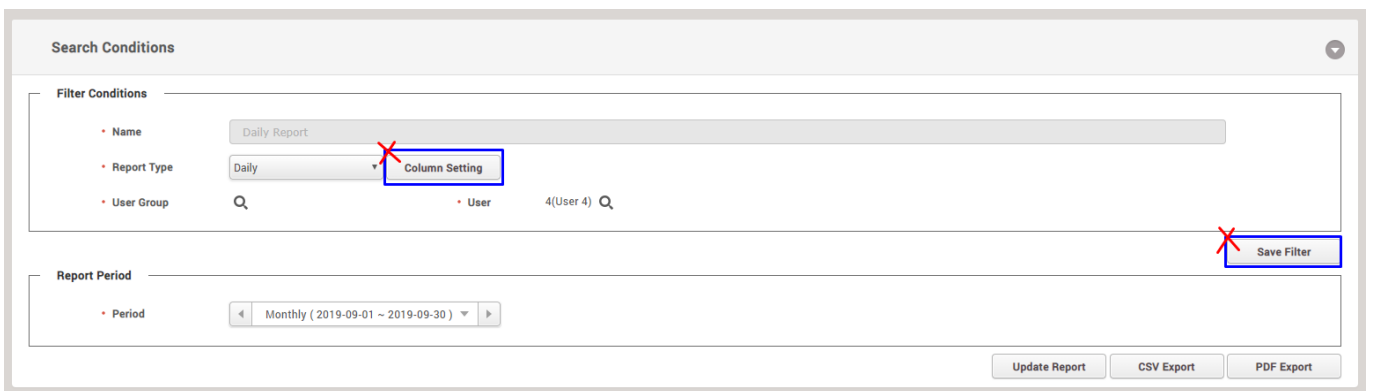 Search Conditions
Filter Conditions
• Name Daily Report
• Report Type Daily Column Setting
• User Group • User 4(User 4)
Save Filter
Report Period
• Period Monthly ( 2019-09-01 ~ 2019-09-30 )
Update Report CSV Export PDF Export